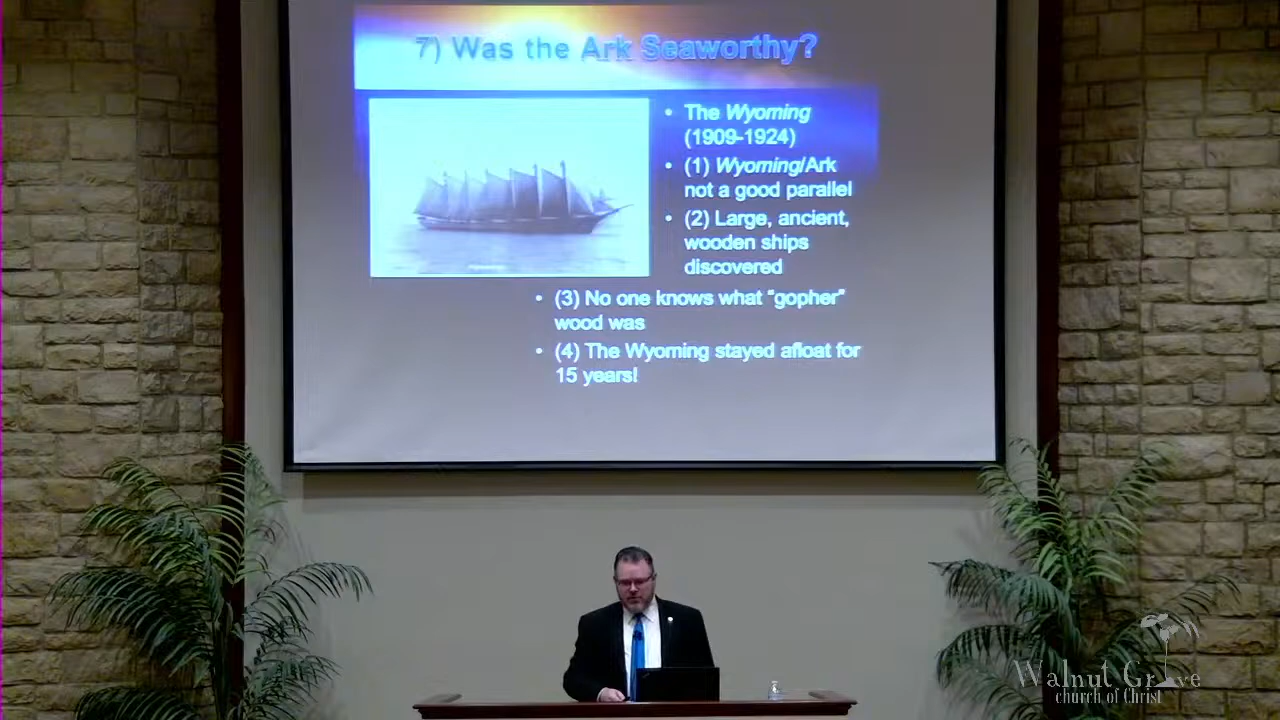 7) Was the Ark Seaworthy?
• The Wyoming
(1909-1924)
• (1) Wyoming/Ark
not a good parallel
• (2) Large, ancient,
wooden ships
discovered
• (3) No one knows what “gopher”
wood was
• (4) The Wyoming stayed afloat for
15 years!
Walnut Grove
church of Christ